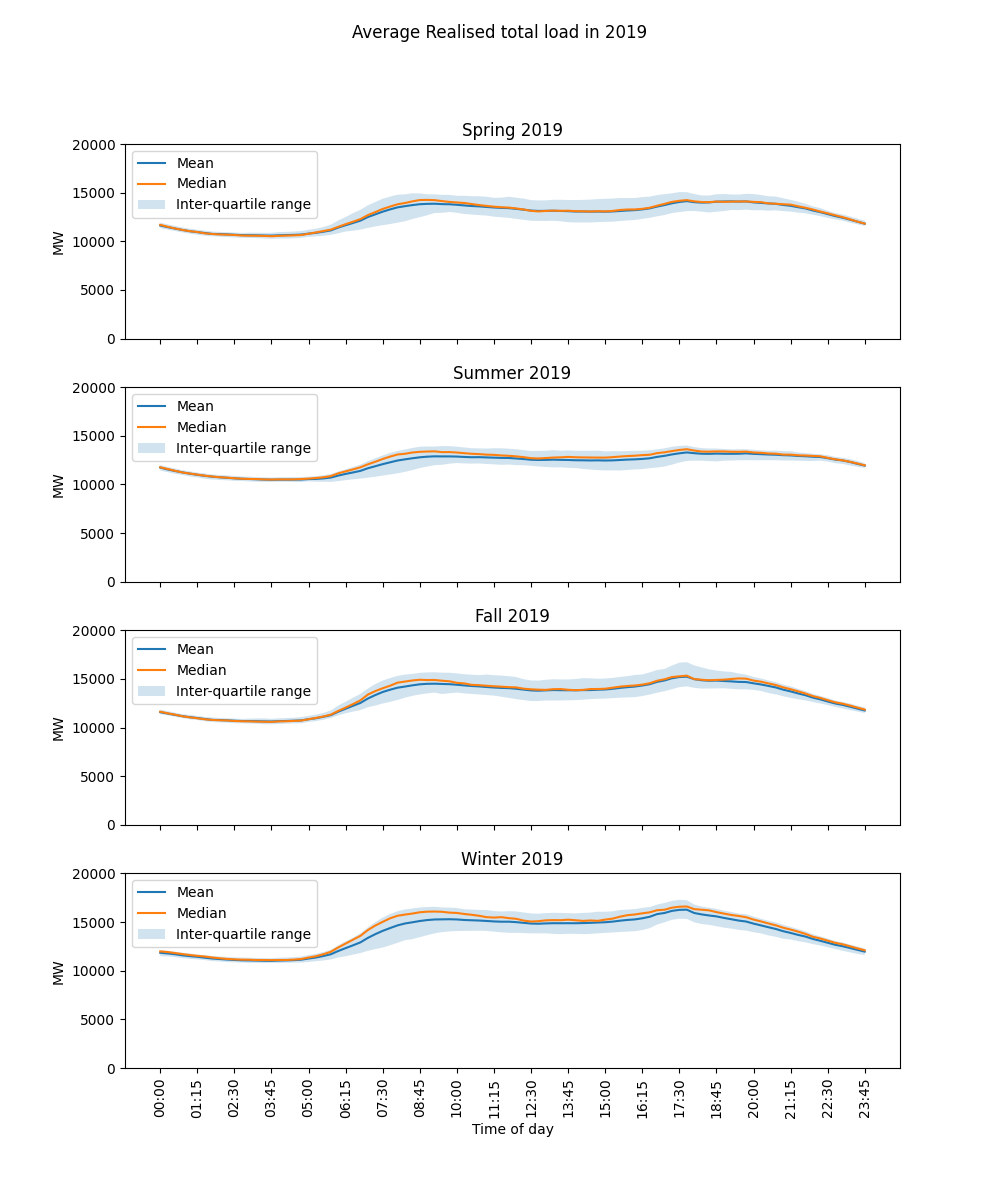 Average Realised total load in 2019
Spring 2019
20000
15000
10000
5000
0
MW
Mean
Median
Inter-quartile range
Summer 2019
20000
15000
10000
5000
0
MW
Mean
Median
Inter-quartile range
Fall 2019
20000
15000
10000
5000
0
MW
Mean
Median
Inter-quartile range
Winter 2019
20000
15000
10000
5000
0
MW
Mean
Median
Inter-quartile range
00:00
01:15
02:30
03:45
05:00
06:15
07:30
08:45
10:00
11:15
12:30
13:45
15:00
16:15
17:30
18:45
20:00
21:15
22:30
23:45
Time of day